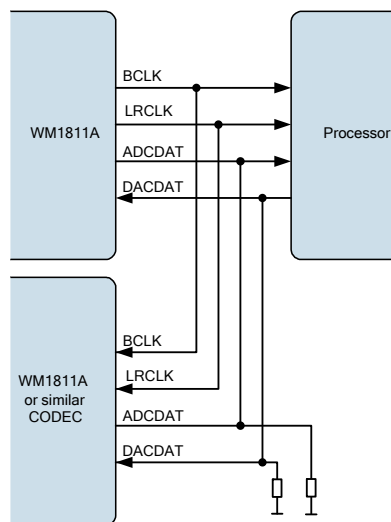 BCLK
LRCLK
WM1811A
Processor
ADCDAT
DACDAT
BCLK
LRCLK
WM1811A
or similar
CODEC
ADCDAT
DACDAT